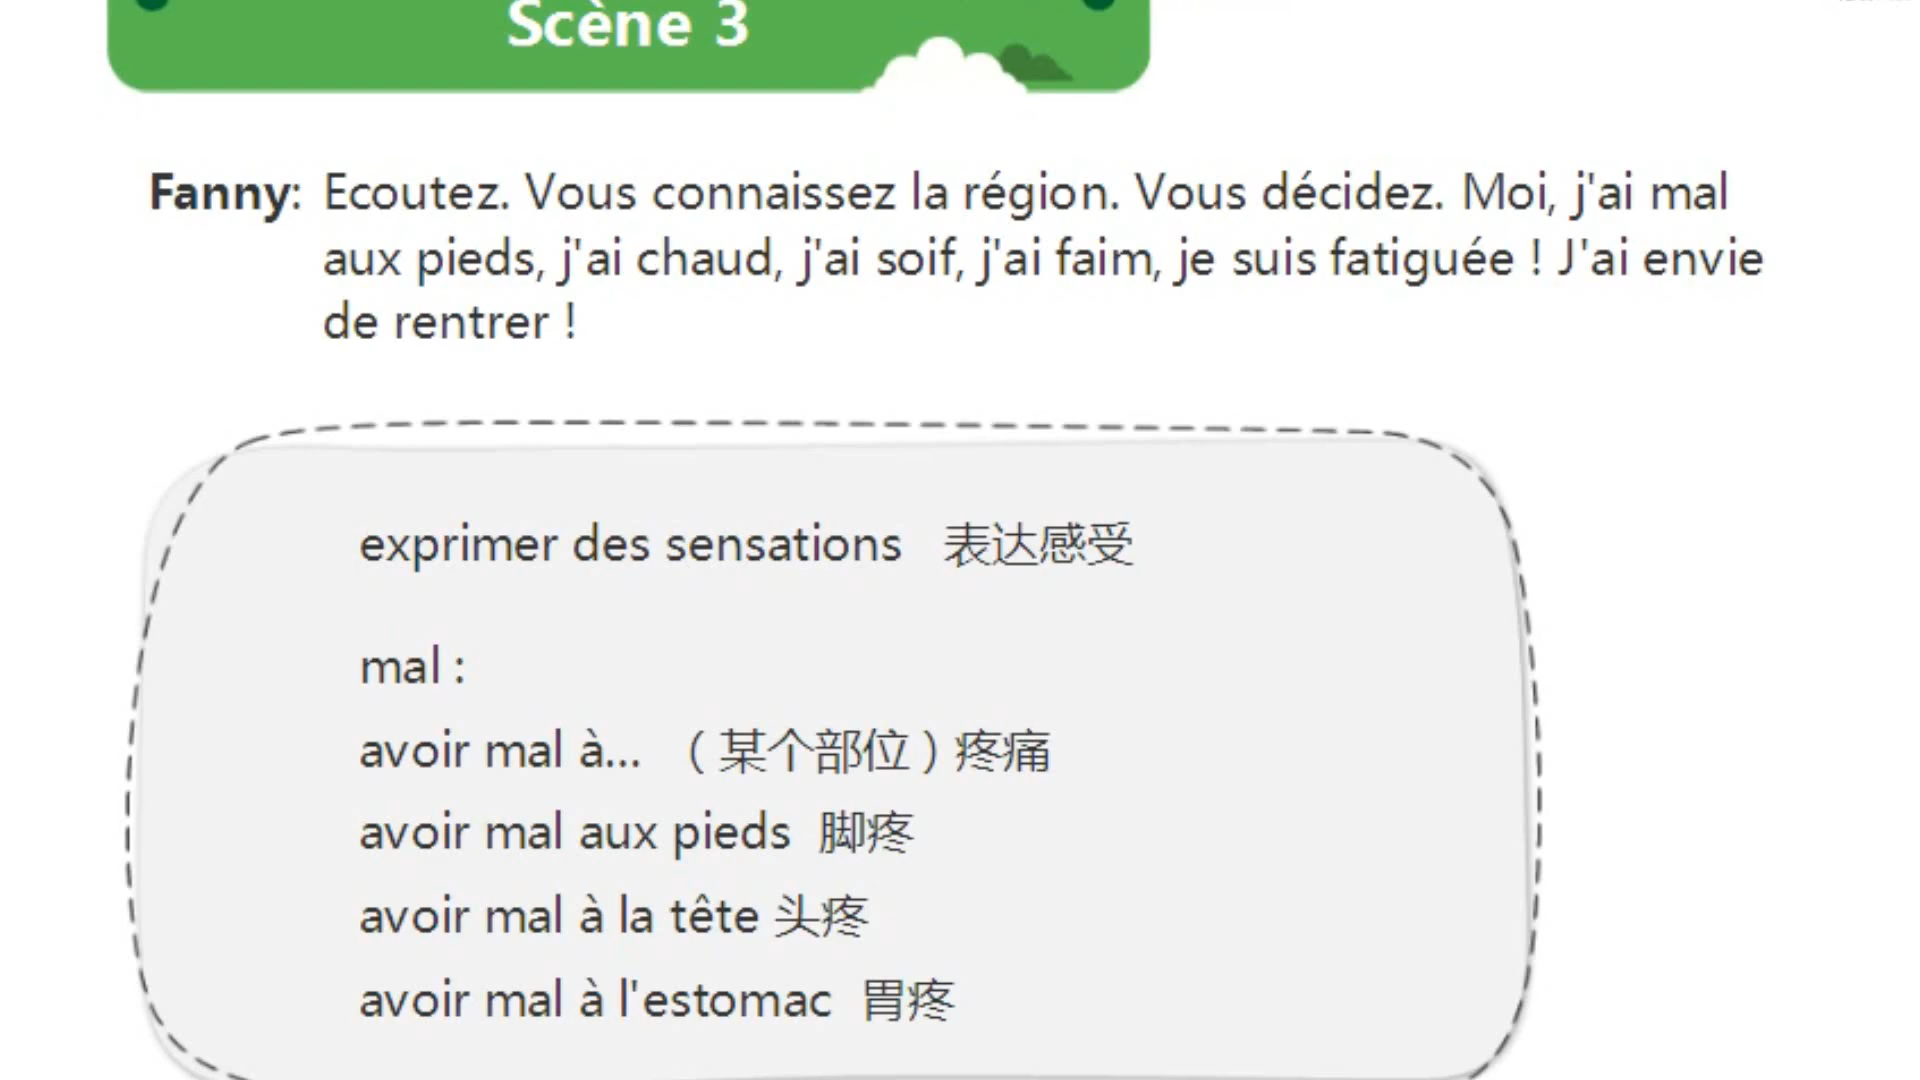 Scène 3
Fanny: Ecoutez. Vous connaissez la région. Vous décidez. Moi, j'ai mal
aux pieds, j'ai chaud, j'ai soif, j'ai faim, je suis fatiguée ! J'ai envie
de rentrer !
exprimer des sensations 表达感受
mal :
avoir mal à... （某个部位）疼痛
avoir mal aux pieds 脚疼
avoir mal à la tête 头疼
avoir mal à l'estomac 胃疼